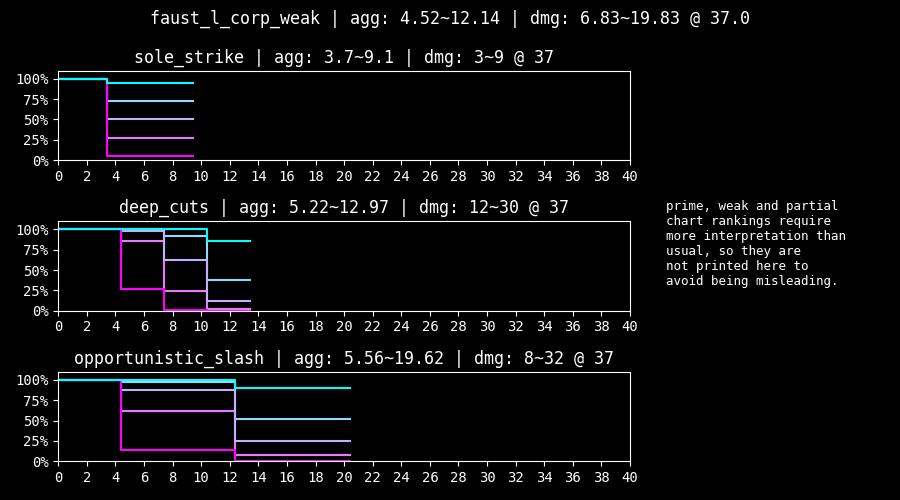 faust_l_corp_weak | agg: 4.52~12.14 | dmg: 6.83~19.83 @ 37.0
sole_strike | agg: 3.7~9.1 | dmg: 3~9 @ 37
100%
75%
50%
25%
0%
0 2 4 6 8 10 12 14 16 18 20 22 24 26 28 30 32 34 36 38 40
deep_cuts | agg: 5.22~12.97 | dmg: 12~30 @ 37
100%
75%
50%
25%
0%
0 2 4 6 8 10 12 14 16 18 20 22 24 26 28 30 32 34 36 38 40
prime, weak and partial
chart rankings require
more interpretation than
usual, so they are
not printed here to
avoid being misleading.
opportunistic_slash | agg: 5.56~19.62 | dmg: 8~32 @ 37
100%
75%
50%
25%
0%
0 2 4 6 8 10 12 14 16 18 20 22 24 26 28 30 32 34 36 38 40